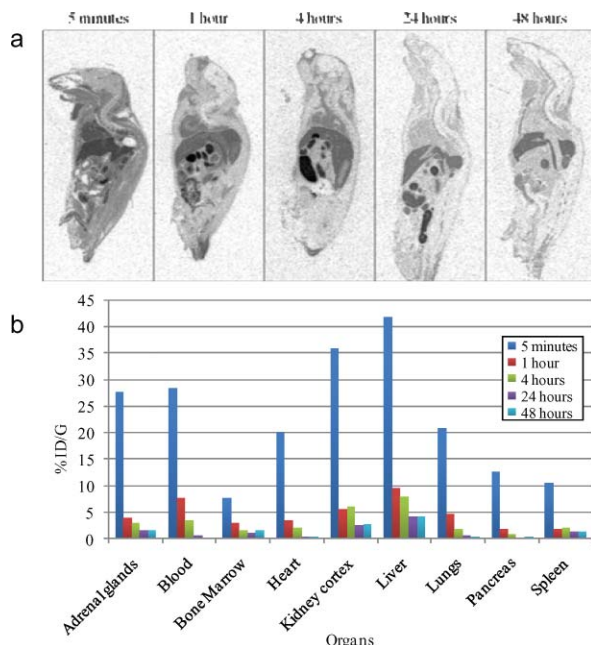 5 minutes 1 hour 4 hours 24 hours 48 hours
a
b
45
40
35
30
25
20
15
10
5
0
%ID/G
5 minutes
1 hour
4 hours
24 hours
48 hours
Adrenal glands
Blood
Bone Marrow
Heart
Kidney cortex
Liver
Lungs
Pancreas
Spleen
Organs